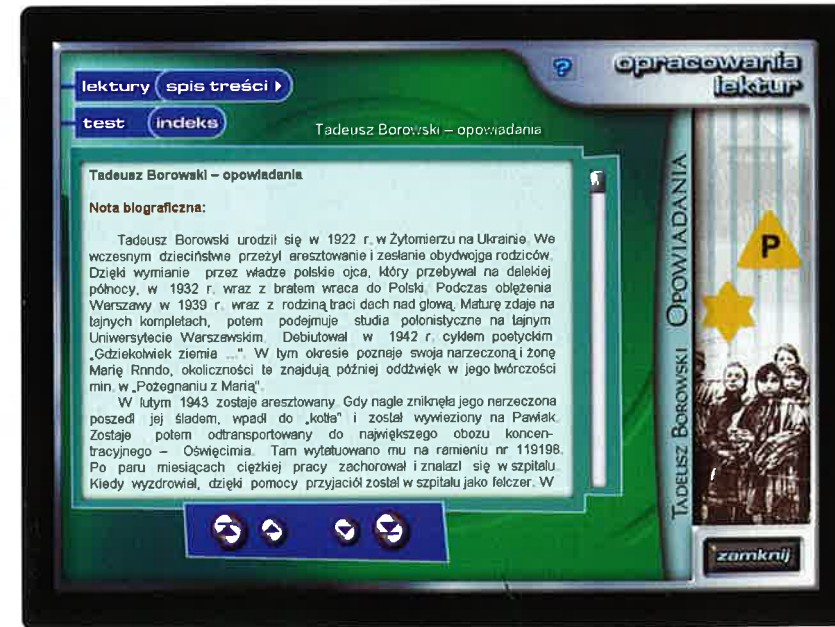 opracowania
lektur
lektury spis treści
test indeks
Tadeusz Borowski – opowiadania
Tadeusz Borowski – opowiadania
Nota biograficzna:
Tadeusz Borowski urodził się w 1922 r. w Żytomierzu na Ukrainie. We
wczesnym dzieciństwie przeżył aresztowanie i zesłanie obydwojga rodziców.
Dzięki wymianie przez władze polskie ojca, który przebywał na dalekiej
północy, w 1932 r. wraz z bratem wraca do Polski. Podczas oblężenia
Warszawy w 1939 r. wraz z rodziną traci dach nad głową. Maturę zdaje na
tajnych kompletach, potem podejmuje studia polonistyczne na tajnym
Uniwersytecie Warszawskim. Debiutował w 1942 r. cyklem poetyckim
„Gdziekolwiek ziemia ...". W tym okresie poznaje swoja narzeczoną i żonę
Marię Rnndo, okoliczności te znajdują później oddźwięk w jego twórczości
min. w „Pożegnaniu z Marią".
W lutym 1943 zostaje aresztowany. Gdy nagle zniknęła jego narzeczona
poszedł jej śladem, wpadł do „kotła" i został wywieziony na Pawiak.
Zostaje potem odtransportowany do największego obozu koncen-
tracyjnego – Oświęcimia. Tam wytatuowano mu na ramieniu nr 119198.
Po paru miesiącach ciężkiej pracy zachorował i znalazł się w szpitalu.
Kiedy wyzdrowiał, dzięki pomocy przyjaciół został w szpitalu jako felczer. W
TADEUSZ BOROWSKI OPOWIADANIA
P
zamknij